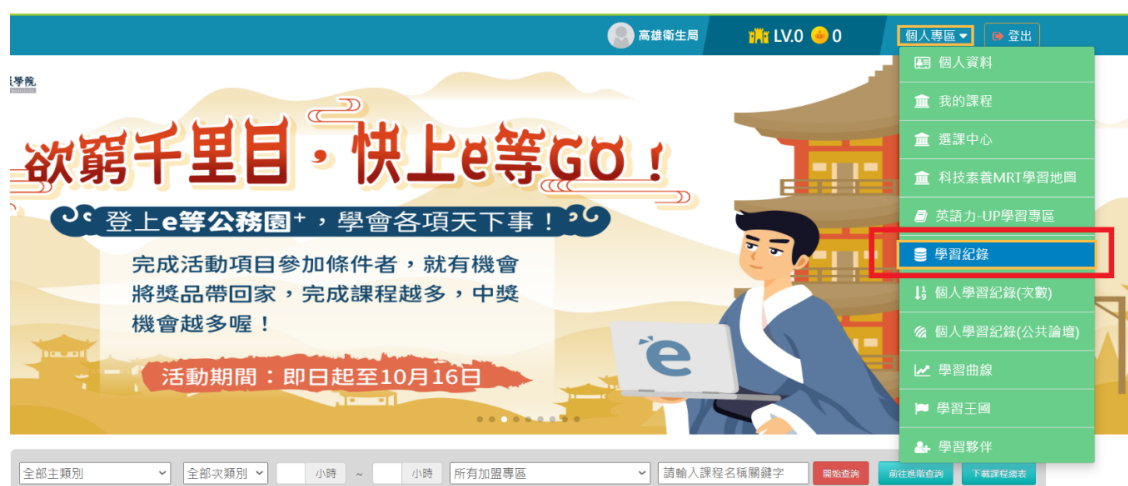 高雄衛生局 LV.0 0 個人專區 登出
學院
欲窮千里目，快上e等GO！
登上e等公務園+，學會各項天下事！
完成活動項目參加條件者，就有機會
將獎品帶回家，完成課程越多，中獎
機會越多喔！
活動期間：即日起至10月16日
e
個人資料
我的課程
選課中心
科技素養MRT學習地圖
英語力-UP學習專區
學習紀錄
個人學習紀錄(次數)
個人學習紀錄(公共論壇)
學習曲線
學習王國
學習夥伴
全部主類別 全部次類別 小時 ~ 小時 所有加盟專區 請輸入課程名稱關鍵字 開始查詢 前往進階查詢 下載課程總表